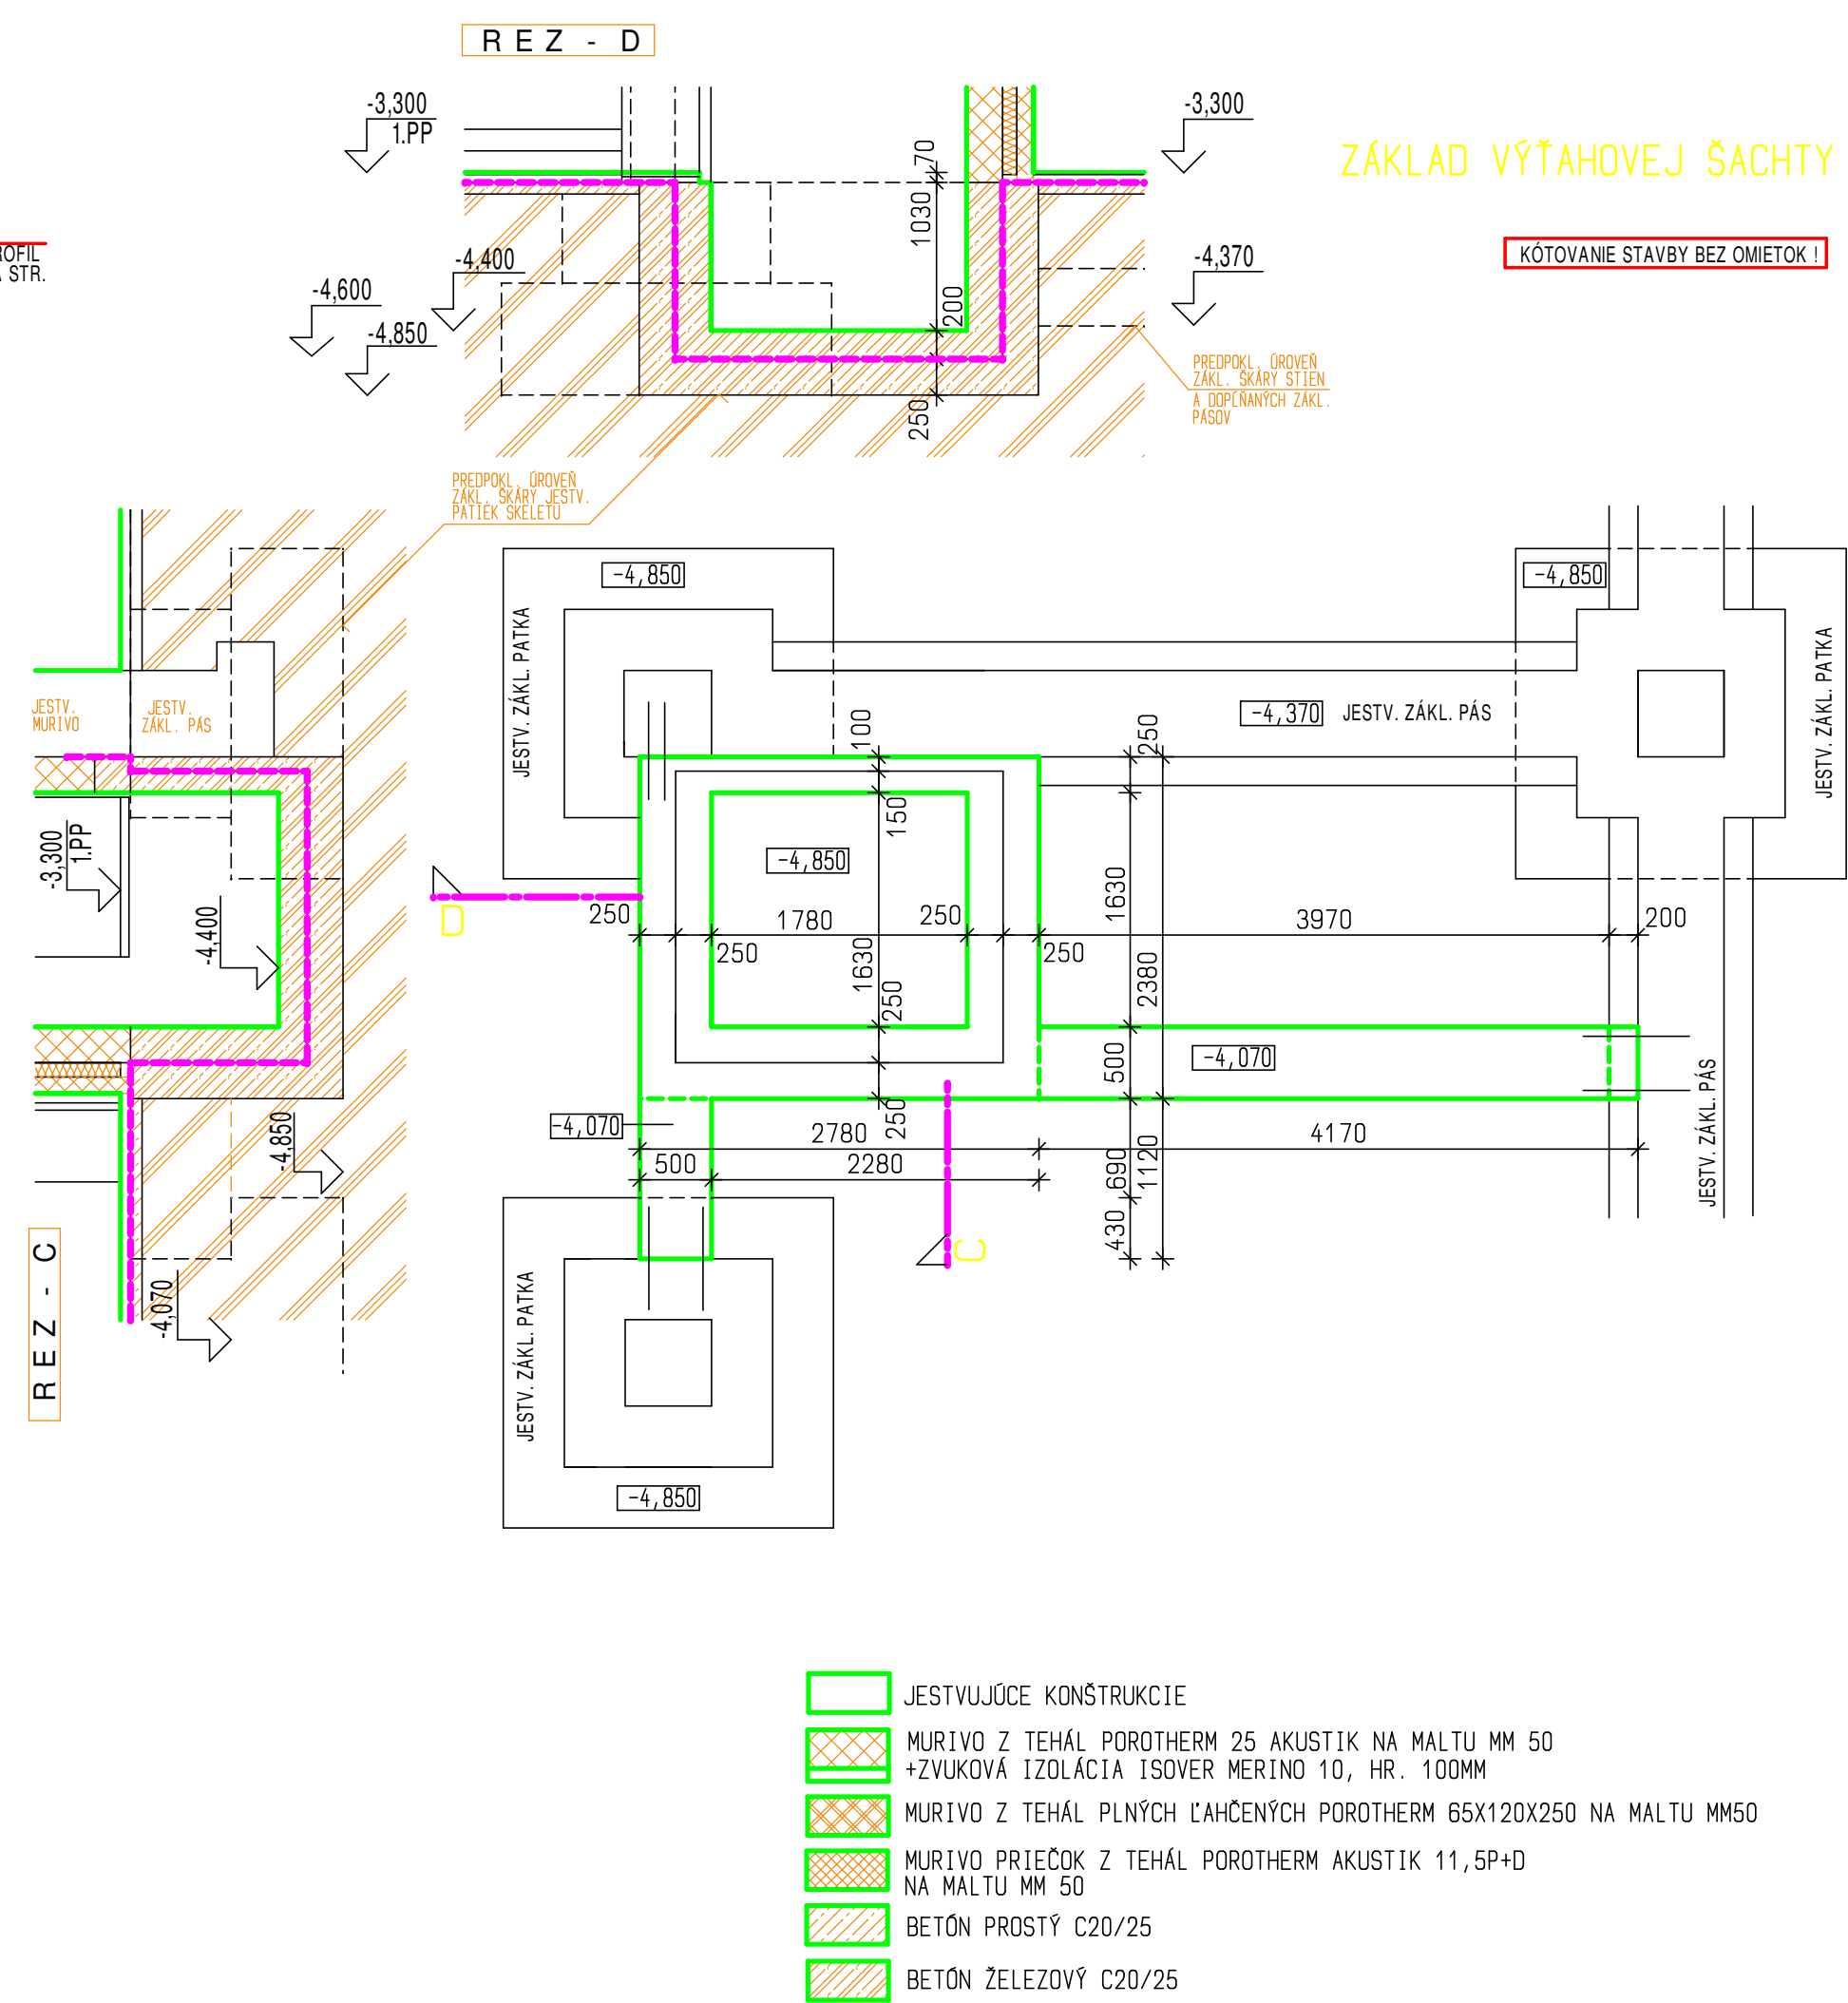 REZ - D
-3,300
1.PP
-3,300
ZÁKLAD VÝŤAHOVEJ ŠACHTY
70
1030
ROFIL
STR.
KÓTOVANIE STAVBY BEZ OMIETOK !
-4,400
-4,370
-4,600
200
-4,850
PREDPOKL. ÚROVEŇ
ZÁKL. ŠKÁRY STIEN
A DOPĹŇANÝCH ZÁKL.
PÁSOV
250
PREDPOKL. ÚROVEŇ
ZÁKL. ŠKÁRY JESTV.
PATIEK SKELETU
JESTV.
MURIVO
JESTV.
ZÁKL. PÁS
-3,300
1.PP
-4,400
-4,850
-4,070
REZ - C
-4,850
JESTV. ZÁKL. PATKA
-4,850
JESTV. ZÁKL. PATKA
-4,370
JESTV. ZÁKL. PÁS
100
250
150
-4,850
1630
D
250
1780
250
3970
200
250
250
1630
250
2380
500
-4,070
JESTV. ZÁKL. PÁS
-4,070
250
2780
4170
500
2280
690
1120
430
C
JESTV. ZÁKL. PATKA
-4,850
JESTVUJÚCE KONŠTRUKCIE
MURIVO Z TEHÁL POROTHERM 25 AKUSTIK NA MALTU MM 50
+ZVUKOVÁ IZOLÁCIA ISOVER MERINO 10, HR. 100MM
MURIVO Z TEHÁL PLNÝCH ĽAHČENÝCH POROTHERM 65X120X250 NA MALTU MM50
MURIVO PRIEČOK Z TEHÁL POROTHERM AKUSTIK 11,5P+D
NA MALTU MM 50
BETÓN PROSTÝ C20/25
BETÓN ŽELEZOVÝ C20/25